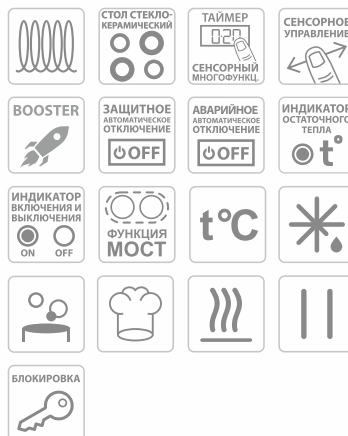 СТОЛ СТЕКЛО-
КЕРАМИЧЕСКИЙ
ТАЙМЕР
020
СЕНСОРНЫЙ
МНОГОФУНКЦ.
СЕНСОРНОЕ
УПРАВЛЕНИЕ
BOOSTER
ЗАЩИТНОЕ
АВТОМАТИЧЕСКОЕ
ОТКЛЮЧЕНИЕ
OFF
АВАРИЙНОЕ
АВТОМАТИЧЕСКОЕ
ОТКЛЮЧЕНИЕ
OFF
ИНДИКАТОР
ОСТАТОЧНОГО
ТЕПЛА
t°
ИНДИКАТОР
ВКЛЮЧЕНИЯ И
ВЫКЛЮЧЕНИЯ
ON OFF
ФУНКЦИЯ
МОСТ
t°C
БЛОКИРОВКА